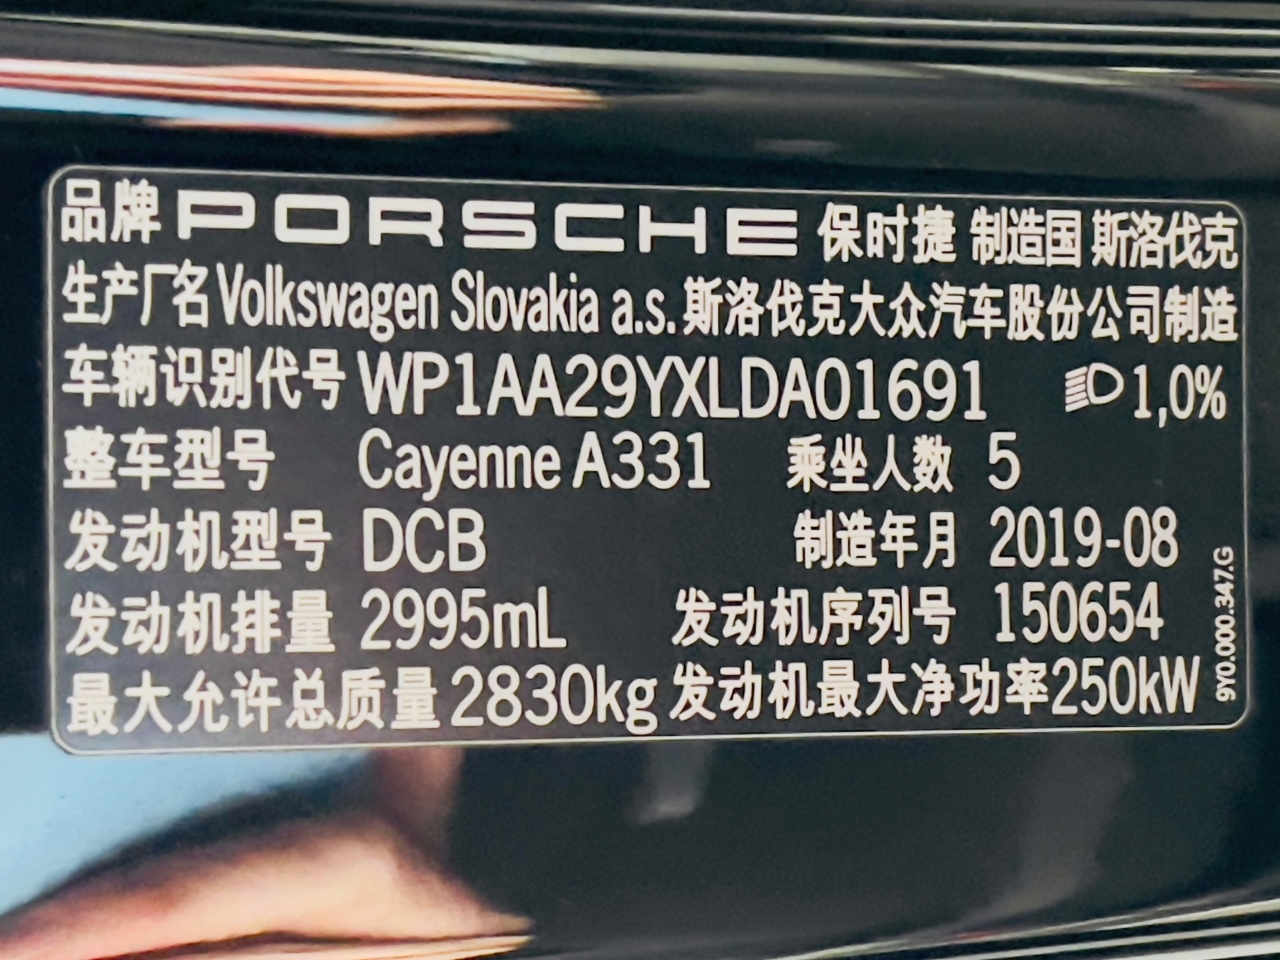 品牌 PORSCHE 保时捷 制造国 斯洛伐克
生产厂名 Volkswagen Slovakia a.s. 斯洛伐克大众汽车股份公司制造
车辆识别代号 WP1AA29YXLDA01691 1,0%
整车型号 Cayenne A331 乘坐人数 5
发动机型号 DCB 制造年月 2019-08
发动机排量 2995mL 发动机序列号 150654
最大允许总质量 2830kg 发动机最大净功率 250kW
9Y0.000.347.G